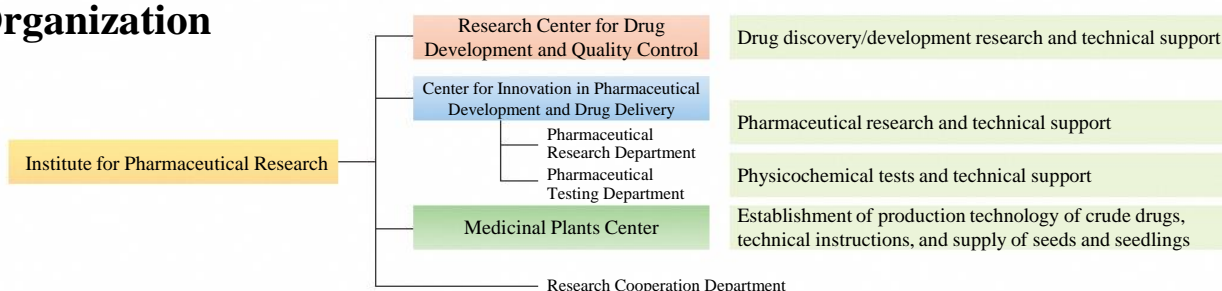 Organization
Research Center for Drug
Development and Quality Control
Drug discovery/development research and technical support
Center for Innovation in Pharmaceutical
Development and Drug Delivery
Pharmaceutical
Research Department
Pharmaceutical research and technical support
Institute for Pharmaceutical Research
Pharmaceutical
Testing Department
Physicochemical tests and technical support
Medicinal Plants Center
Establishment of production technology of crude drugs,
technical instructions, and supply of seeds and seedlings
Research Cooperation Department